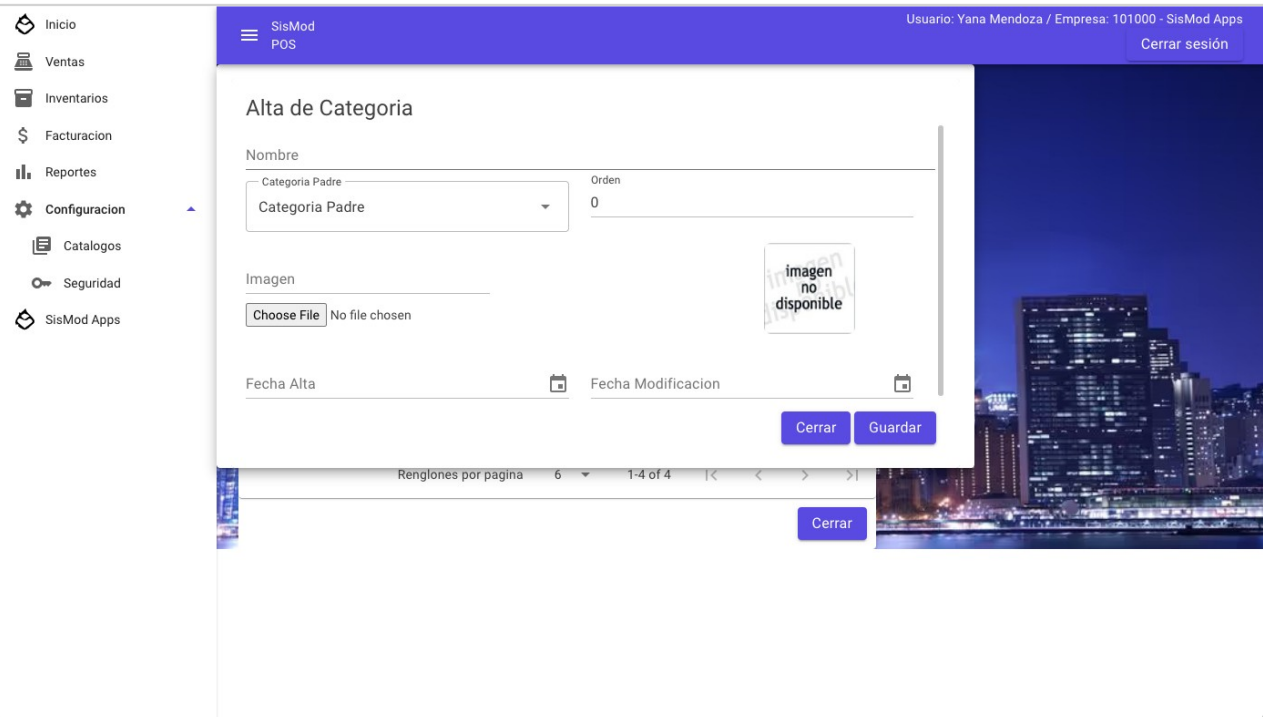 Inicio
Ventas
Inventarios
Facturacion
Reportes
Configuracion
Catalogos
Seguridad
SisMod Apps
SisMod
POS
Usuario: Yana Mendoza / Empresa: 101000 - SisMod Apps
Cerrar sesión
Alta de Categoria
Nombre
Categoria Padre
Categoria Padre
Orden
0
Imagen
Choose File No file chosen
imagen
no
disponible
Fecha Alta
Fecha Modificacion
Cerrar Guardar
Renglones por pagina 6 1-4 of 4
Cerrar